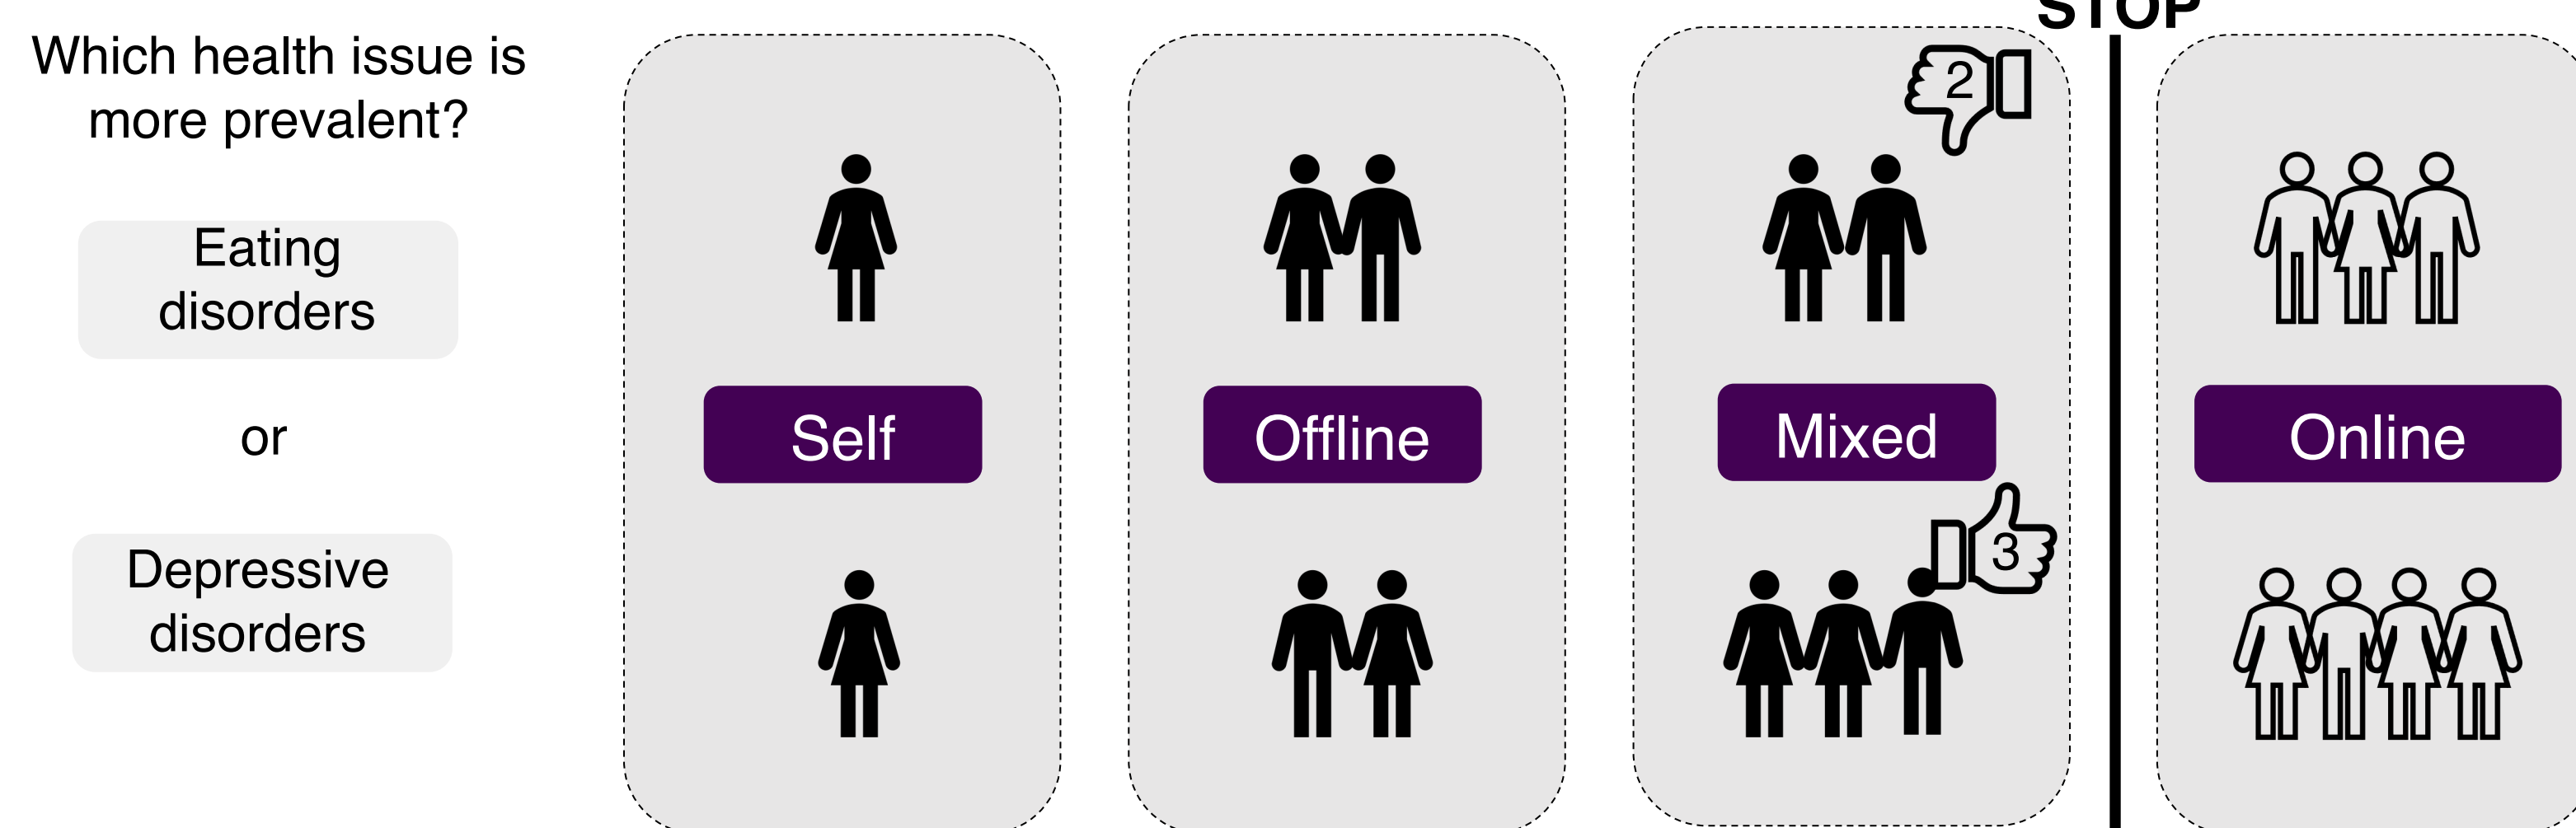 Which health issue is
more prevalent?
Eating
disorders
or
Depressive
disorders
Self
Offline
2
Mixed
3
STOP
Online